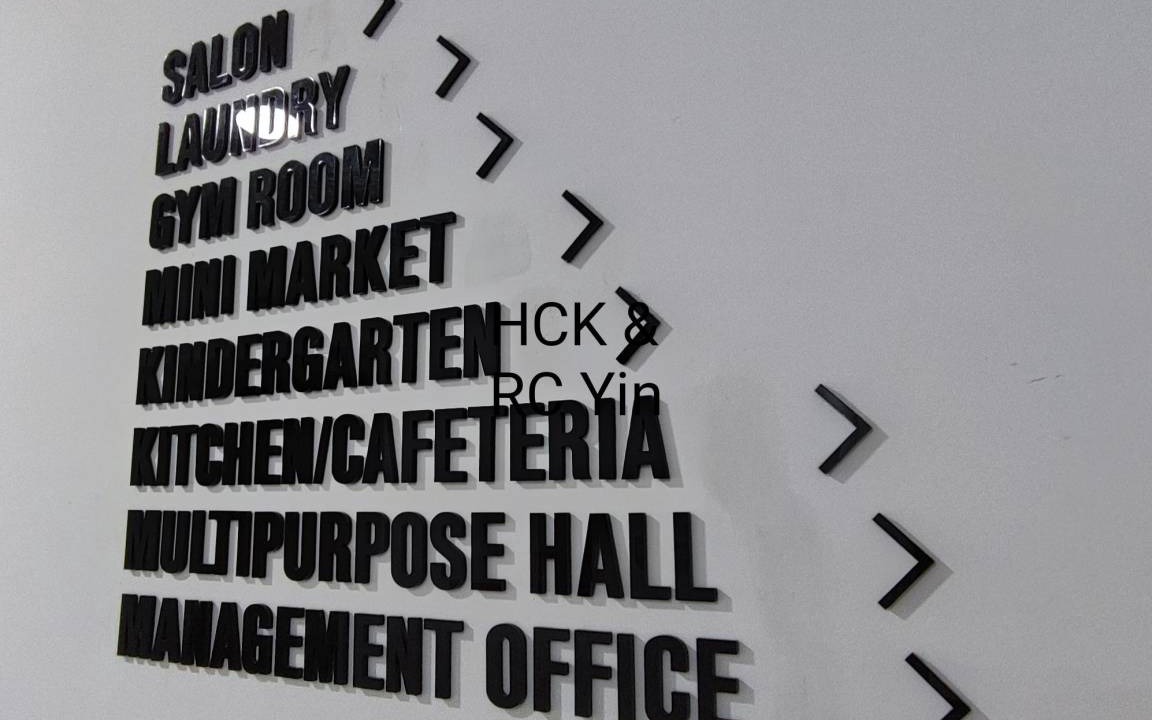 SALON
LAUNDRY
GYM ROOM
MINI MARKET
KINDERGARTEN
HCK &
RC Yin
KITCHEN/CAFETERIA
MULTIPURPOSE HALL
MANAGEMENT OFFICE